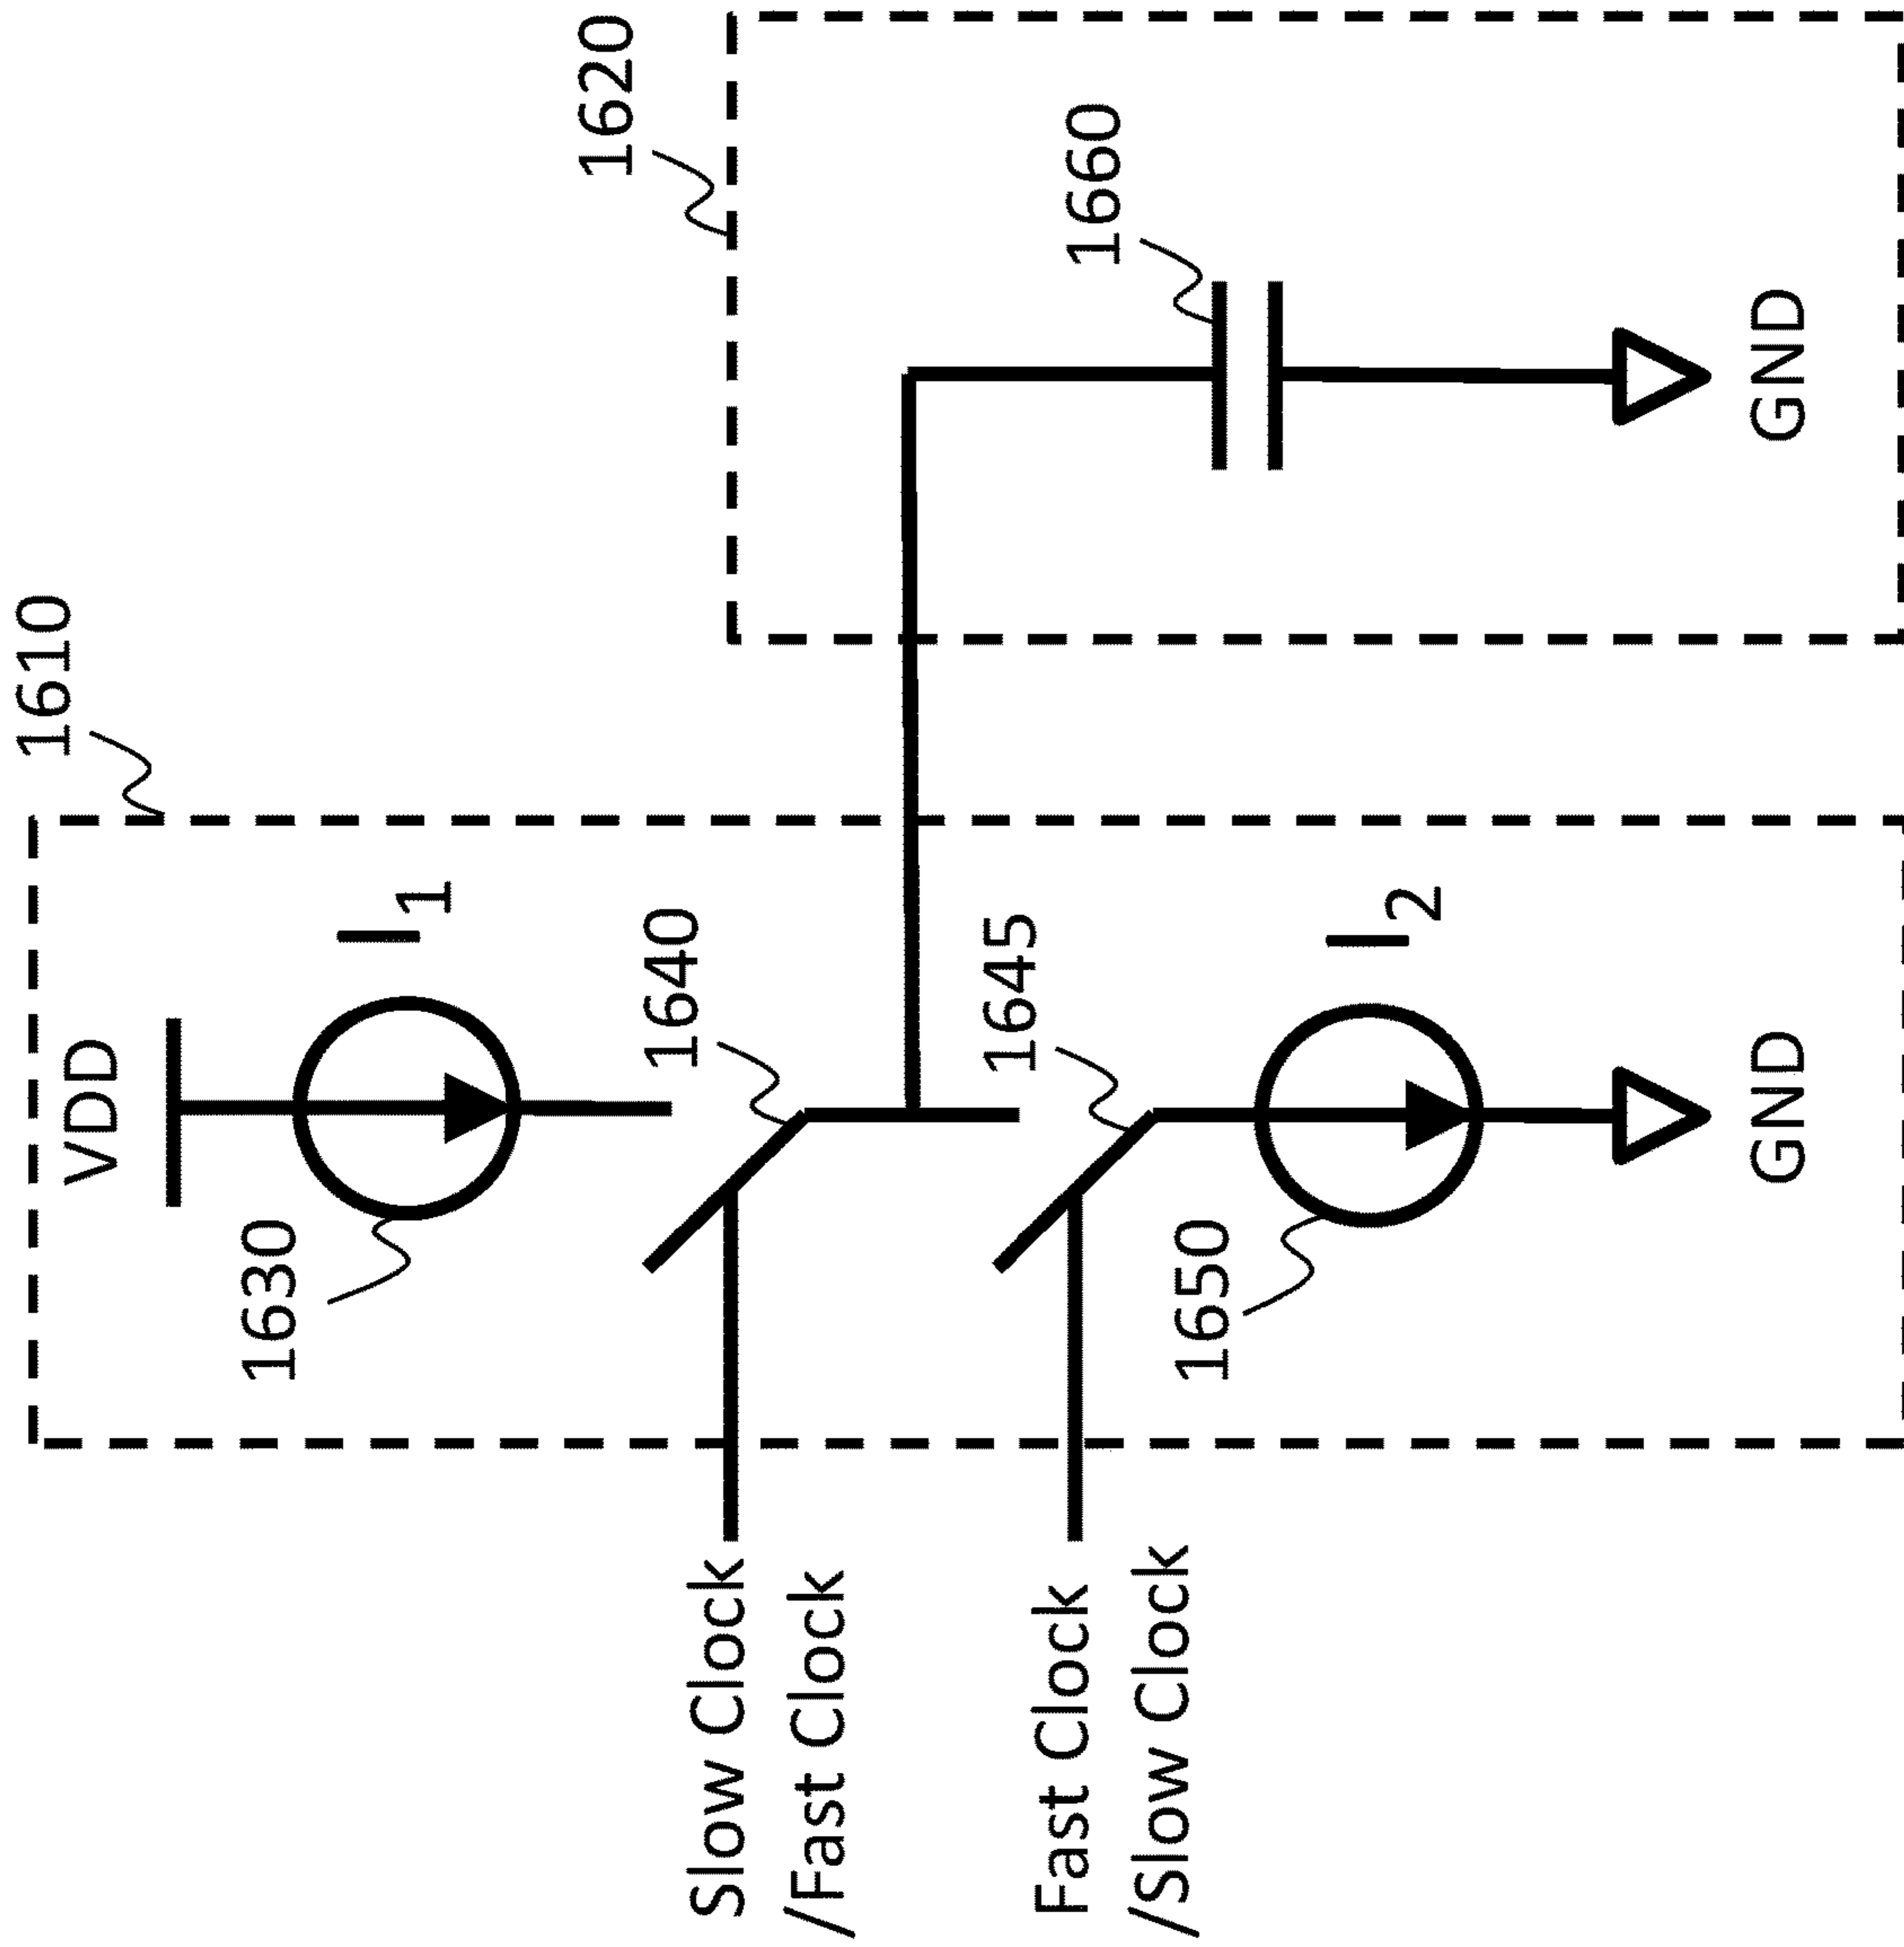 1610
VDD
1630
I1
1620
1640
Slow Clock
/Fast Clock
1645
Fast Clock
/Slow Clock
1660
1650
I2
GND
GND